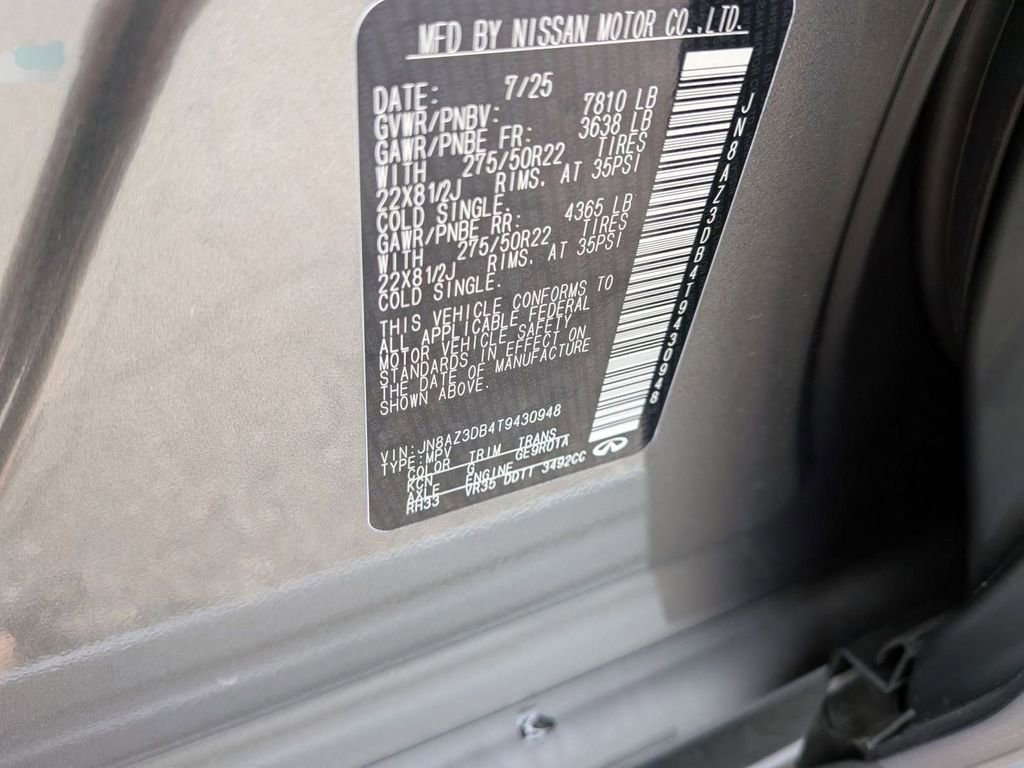 MFD BY NISSAN MOTOR CO.,LTD.
DATE: 7/25
GVWR/PNBV: 7810 LB
GAWR/PNBE FR: 3638 LB
WITH 275/50R22 TIRES
22X81/2J RIMS. AT 35PSI
COLD SINGLE.
GAWR/PNBE RR: 4365 LB
WITH 275/50R22 TIRES
22X81/2J RIMS. AT 35PSI
COLD SINGLE.
THIS VEHICLE CONFORMS TO
ALL APPLICABLE FEDERAL
MOTOR VEHICLE SAFETY
STANDARDS IN EFFECT ON
THE DATE OF MANUFACTURE
SHOWN ABOVE.
VIN:JN8AZ3DB4T9430948
TYPE:MPV
COLOR TRIM TRANS
KCN G GE9R01A
AXLE ENGINE
RH33 VR35 DDTT 3492CC
JN8AZ3DB4T9430948